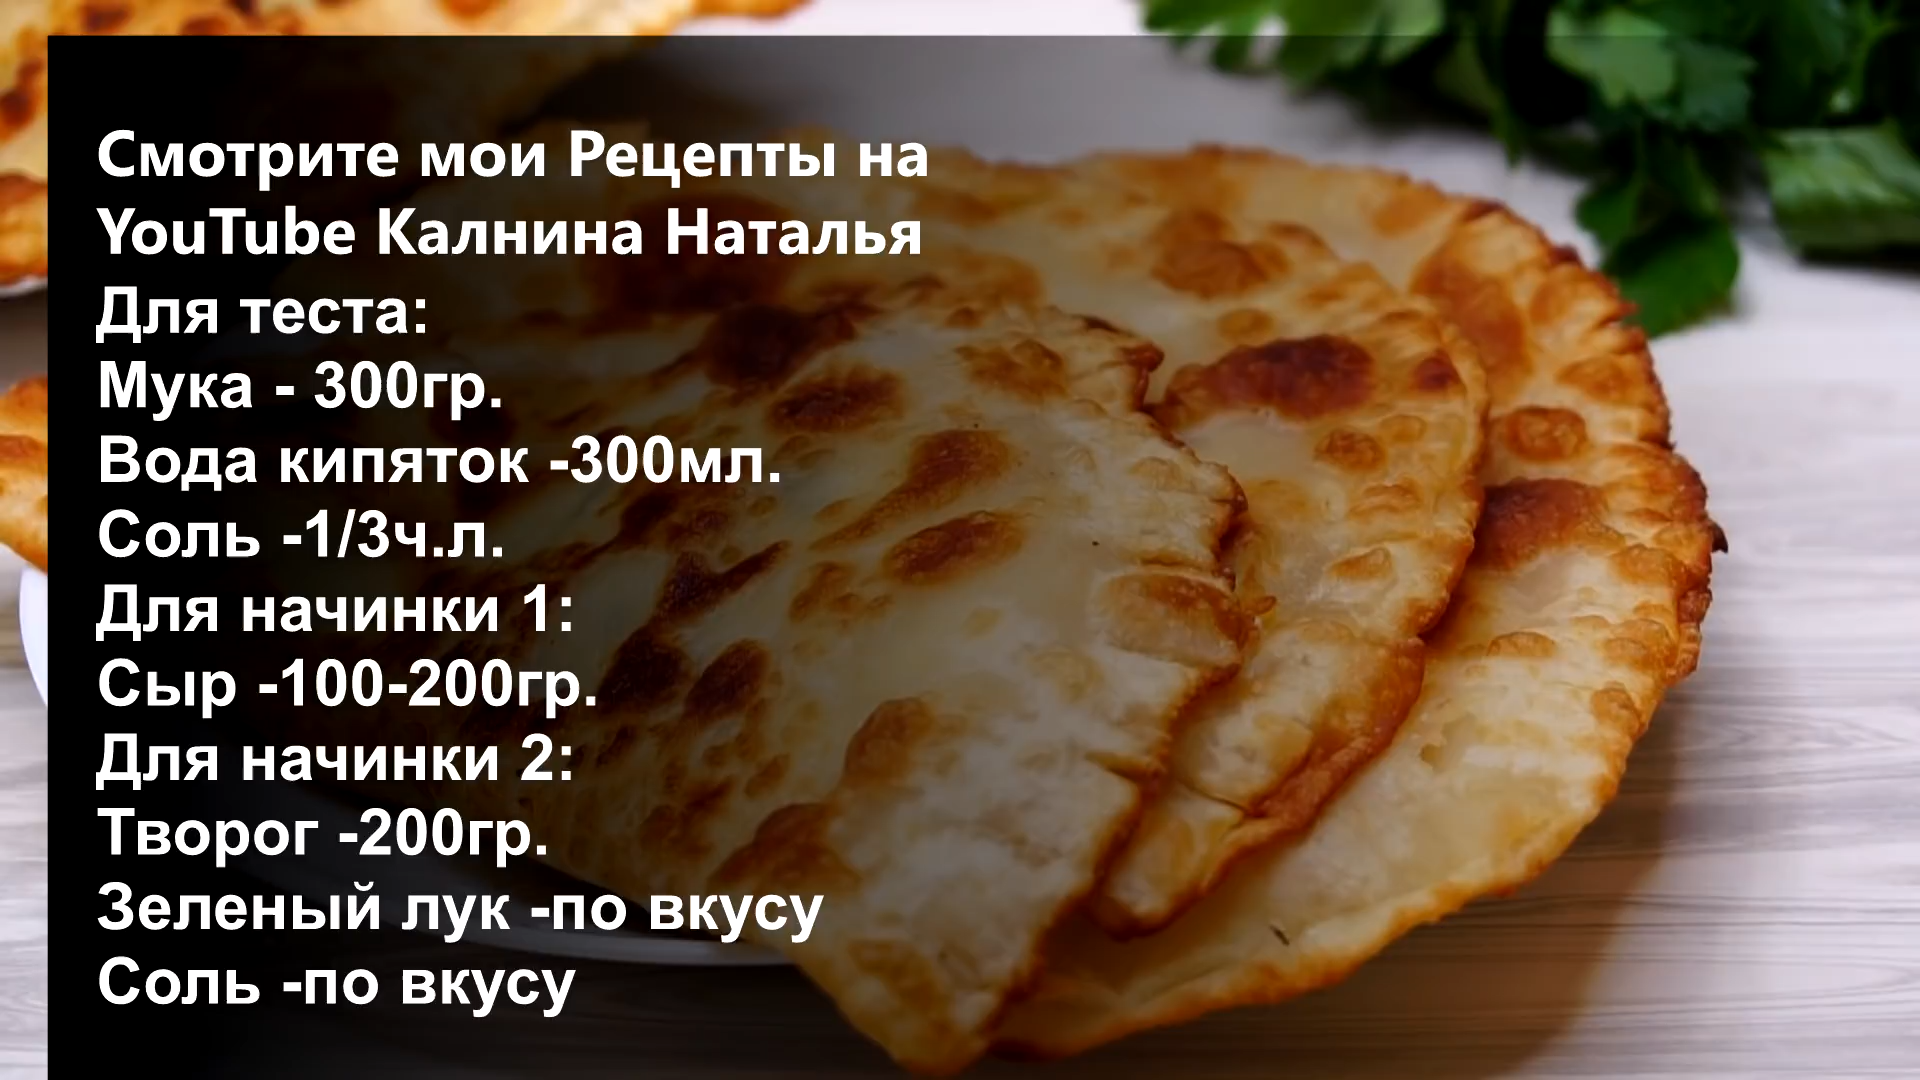 Смотрите мои Рецепты на
YouTube Калнина Наталья
Для теста:
Мука - 300гр.
Вода кипяток -300мл.
Соль -1/3ч.л.
Для начинки 1:
Сыр -100-200гр.
Для начинки 2:
Творог -200гр.
Зеленый лук -по вкусу
Соль -по вкусу